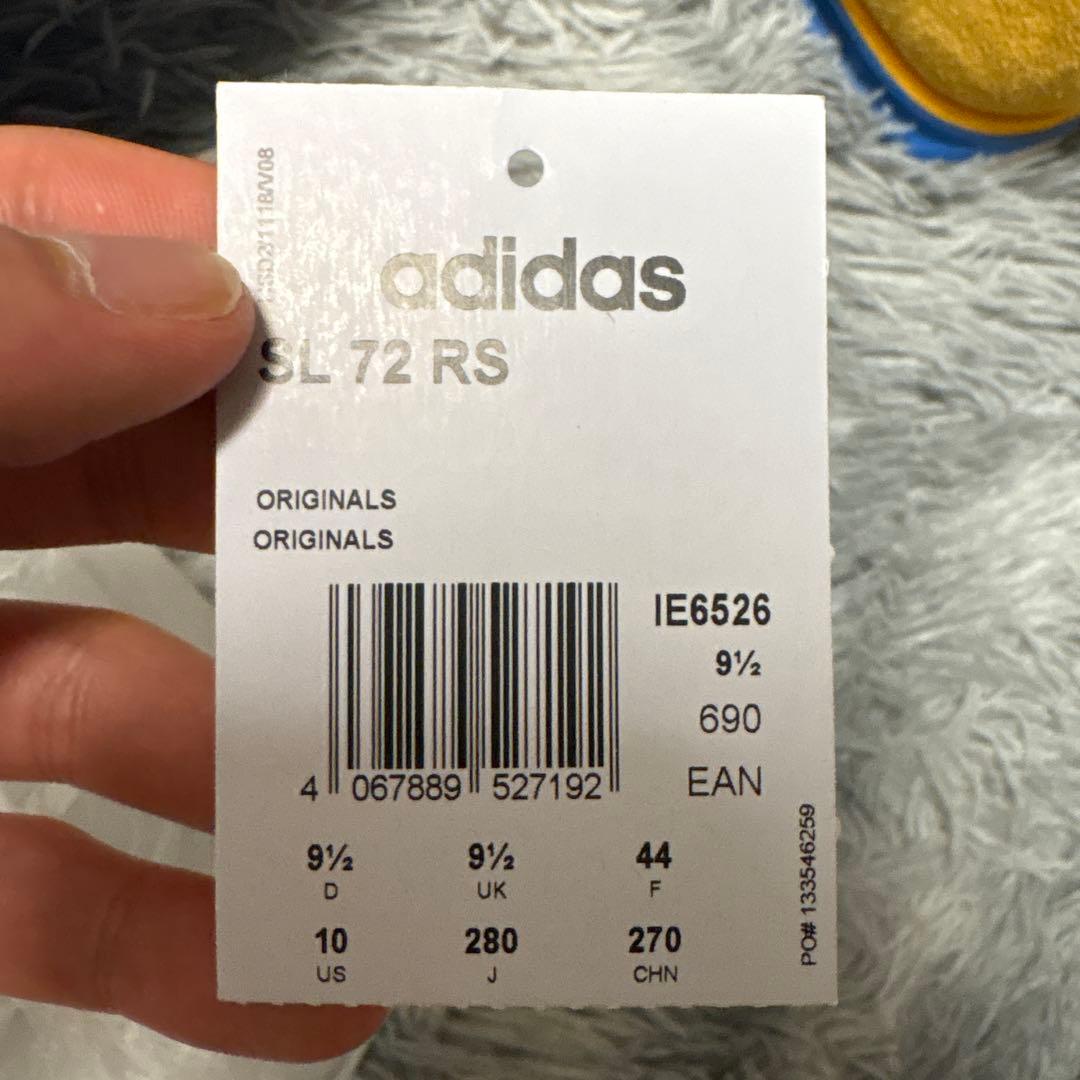 adidas
SL 72 RS
ORIGINALS
ORIGINALS
IE6526
9½
690
EAN
4 067889 527192
9½ 9½ 44
D UK F
10 280 270
US J CHN
PO# 133546259